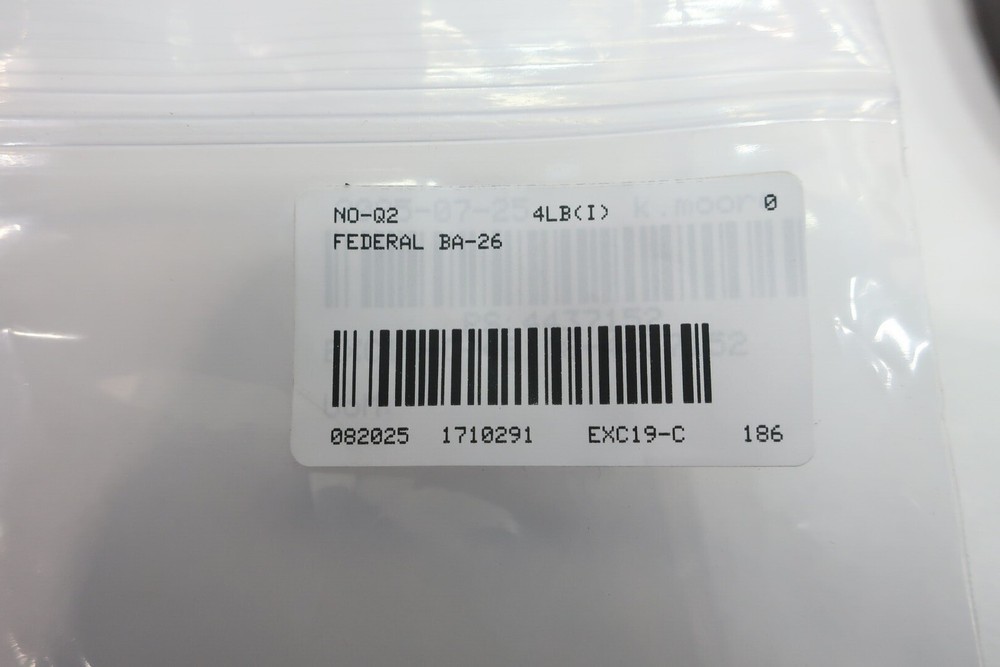 NO-Q2 4LB(I) 0
FEDERAL BA-26
082025 1710291 EXC19-C 186